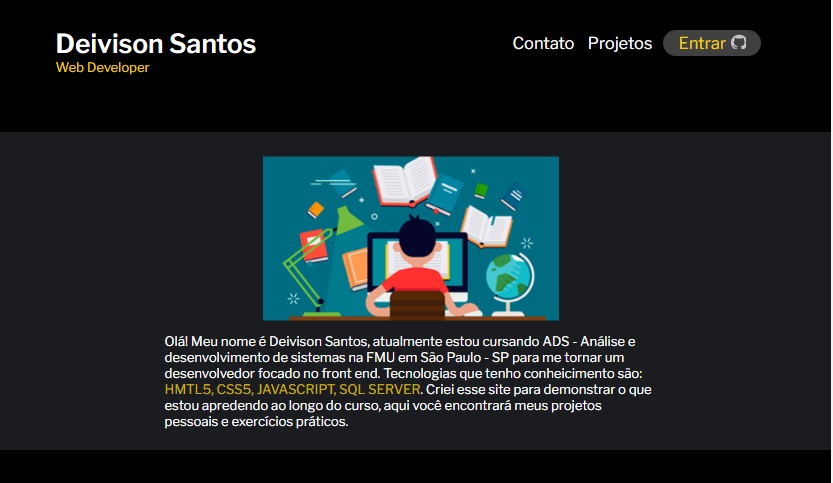 Deivison Santos
Web Developer
Contato Projetos Entrar
Olá! Meu nome é Deivison Santos, atualmente estou cursando ADS - Análise e
desenvolvimento de sistemas na FMU em São Paulo - SP para me tornar um
desenvolvedor focado no front end. Tecnologias que tenho conheicimento são:
HMTL5, CSS5, JAVASCRIPT, SQL SERVER. Criei esse site para demonstrar o que
estou apredendo ao longo do curso, aqui você encontrará meus projetos
pessoais e exercícios práticos.